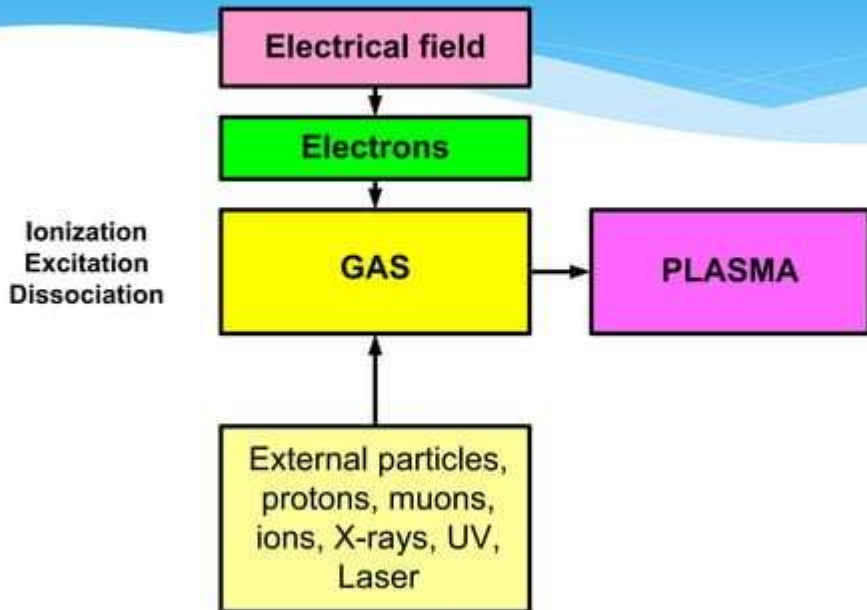 Electrical field
Electrons
Ionization
Excitation
Dissociation
GAS
PLASMA
External particles,
protons, muons,
ions, X-rays, UV,
Laser